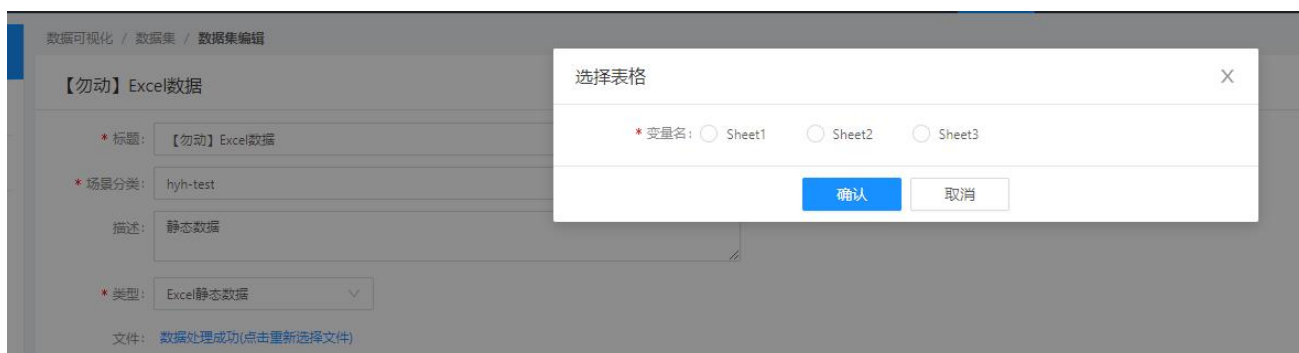 数据可视化 / 数据集 / 数据集编辑
【勿动】Excel数据
* 标题: 【勿动】Excel数据
* 场景分类: hyh-test
描述: 静态数据
* 类型: Excel静态数据
文件: 数据处理成功(点击重新选择文件)
选择表格
* 变量名: Sheet1 Sheet2 Sheet3
确认 取消